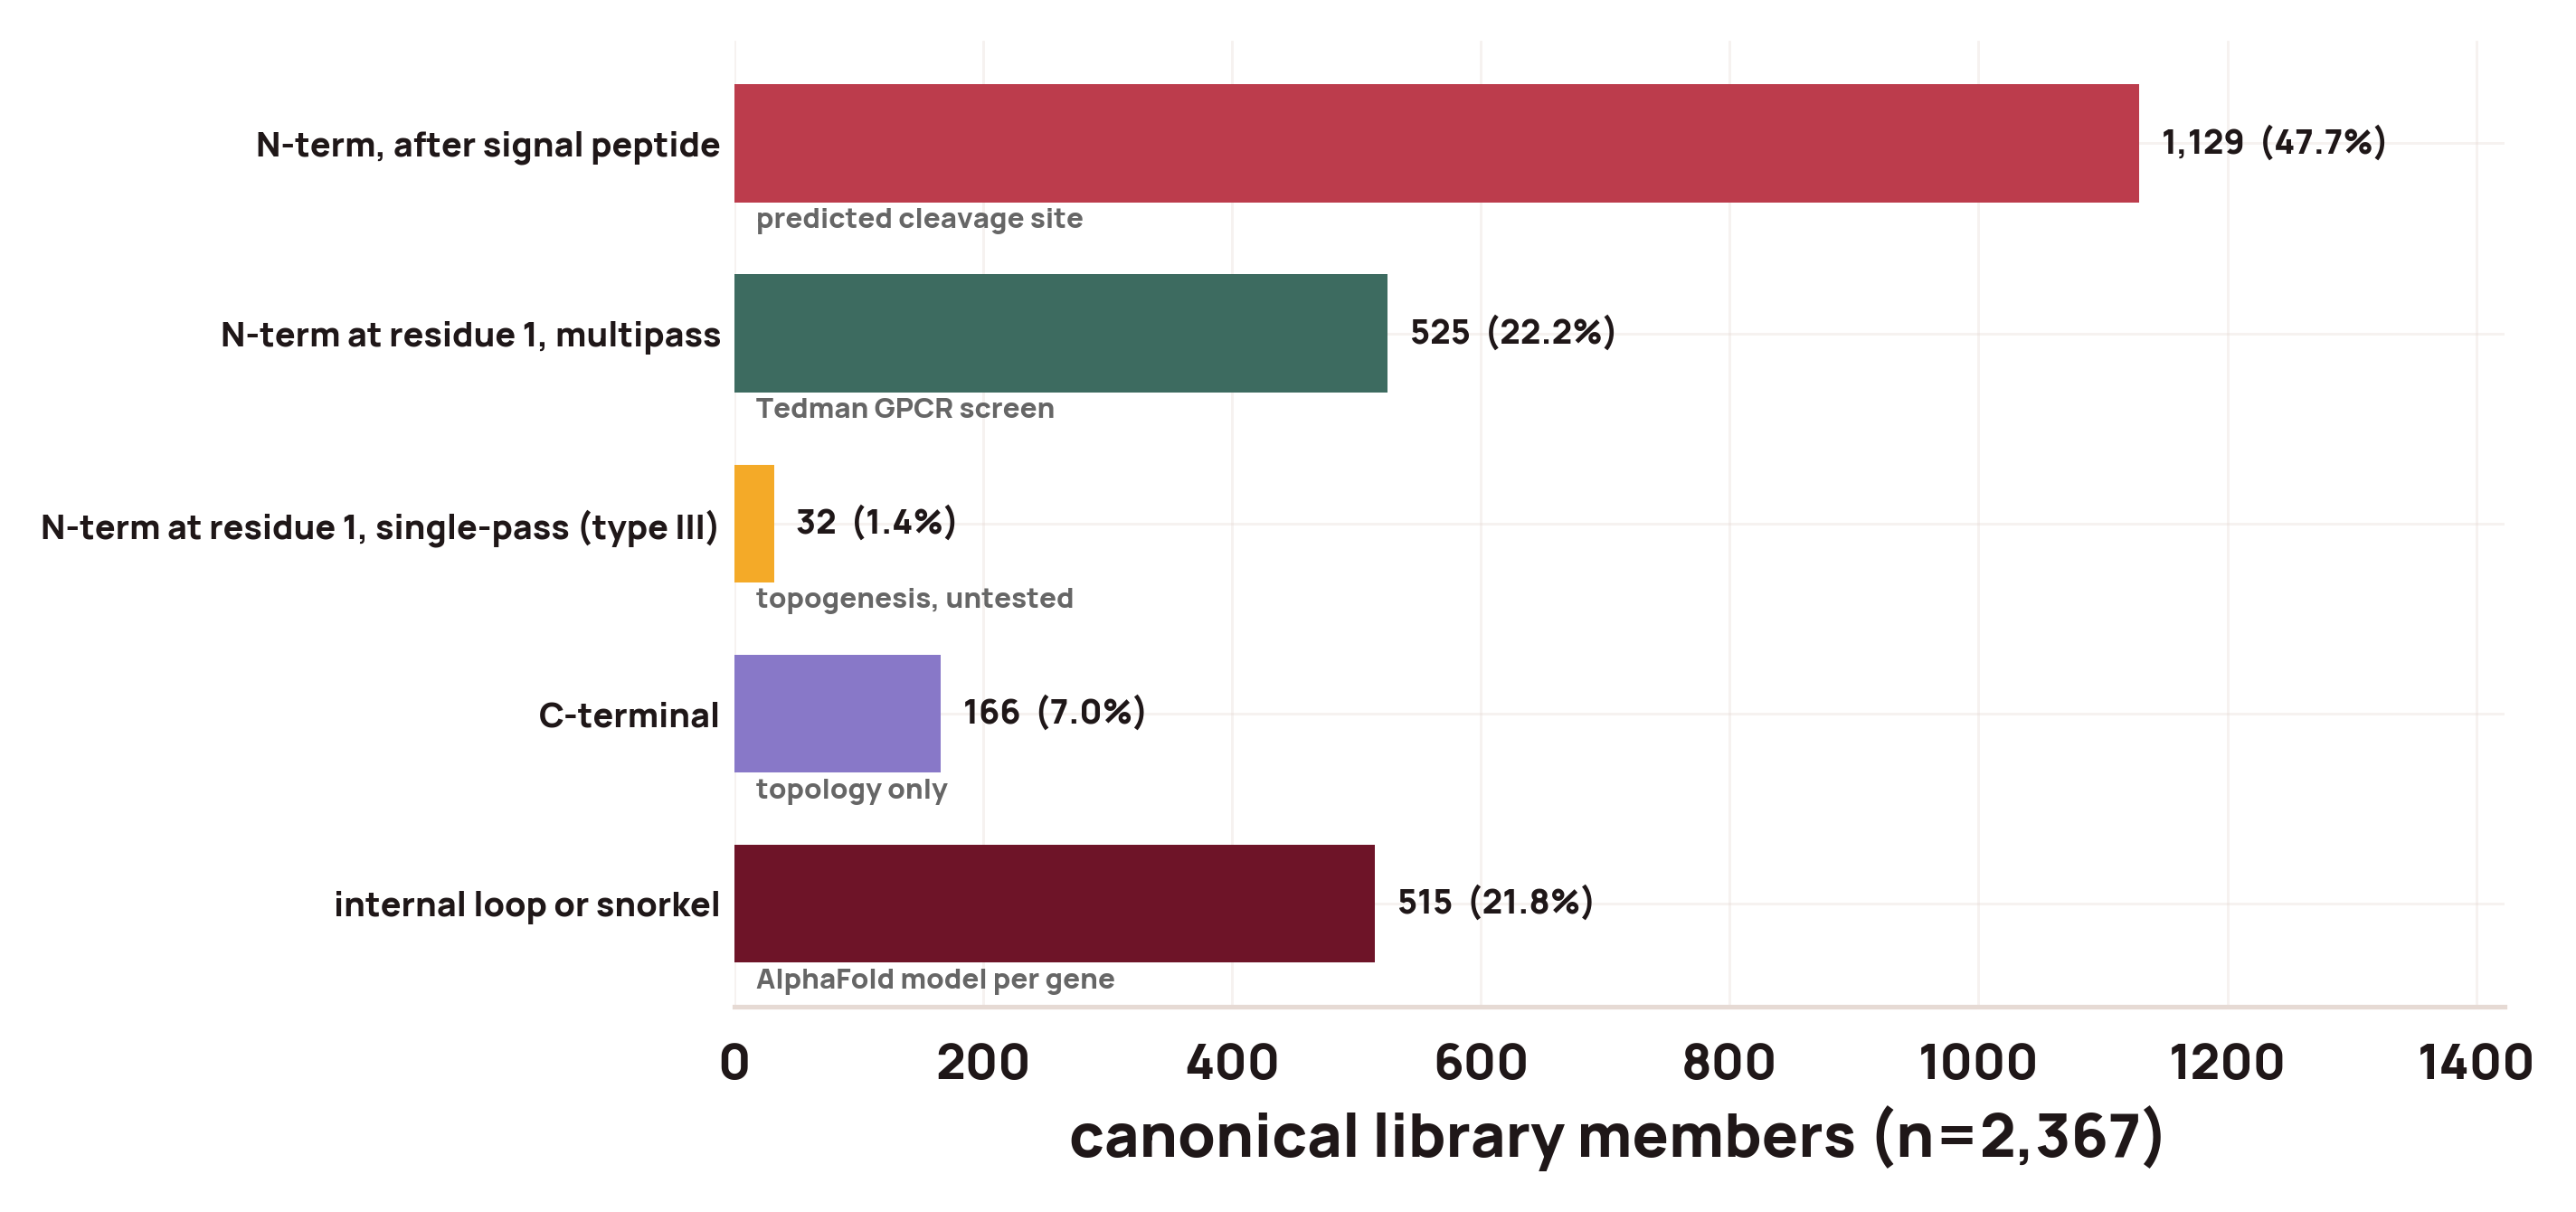 N-term, after signal peptide
1,129 (47.7%)
predicted cleavage site
N-term at residue 1, multipass
525 (22.2%)
Tedman GPCR screen
N-term at residue 1, single-pass (type III)
32 (1.4%)
topogenesis, untested
C-terminal
166 (7.0%)
topology only
internal loop or snorkel
515 (21.8%)
AlphaFold model per gene
0 200 400 600 800 1000 1200 1400
canonical library members (n=2,367)